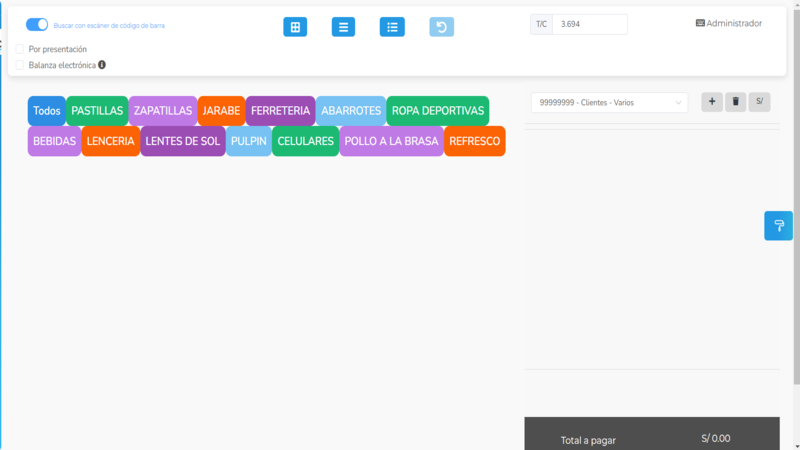 Buscar con escáner de código de barra
T/C 3.694
Administrador
Por presentación
Balanza electrónica
Todos PASTILLAS ZAPATILLAS JARABE FERRETERIA ABARROTES ROPA DEPORTIVAS
BEBIDAS LENCERIA LENTES DE SOL PULPIN CELULARES POLLO A LA BRASA REFRESCO
99999999 - Clientes - Varios
S/
Total a pagar S/ 0.00